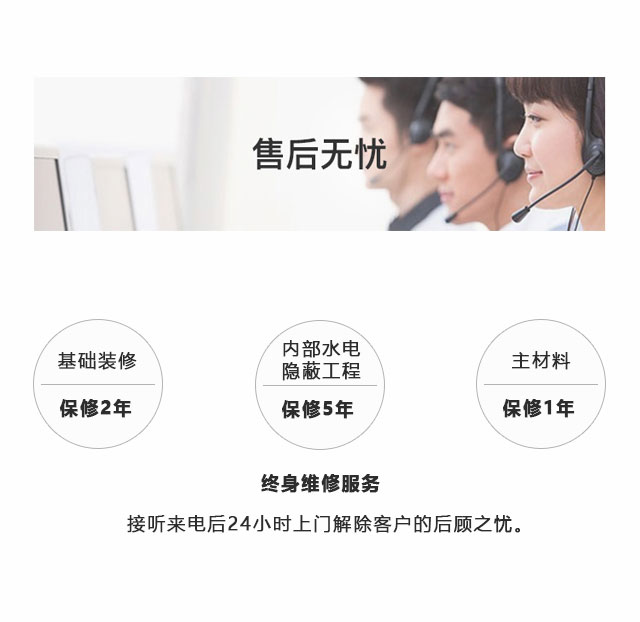 售后无忧
基础装修
保修2年
内部水电
隐蔽工程
保修5年
主材料
保修1年
终身维修服务
接听来电后24小时上门解除客户的后顾之忧。